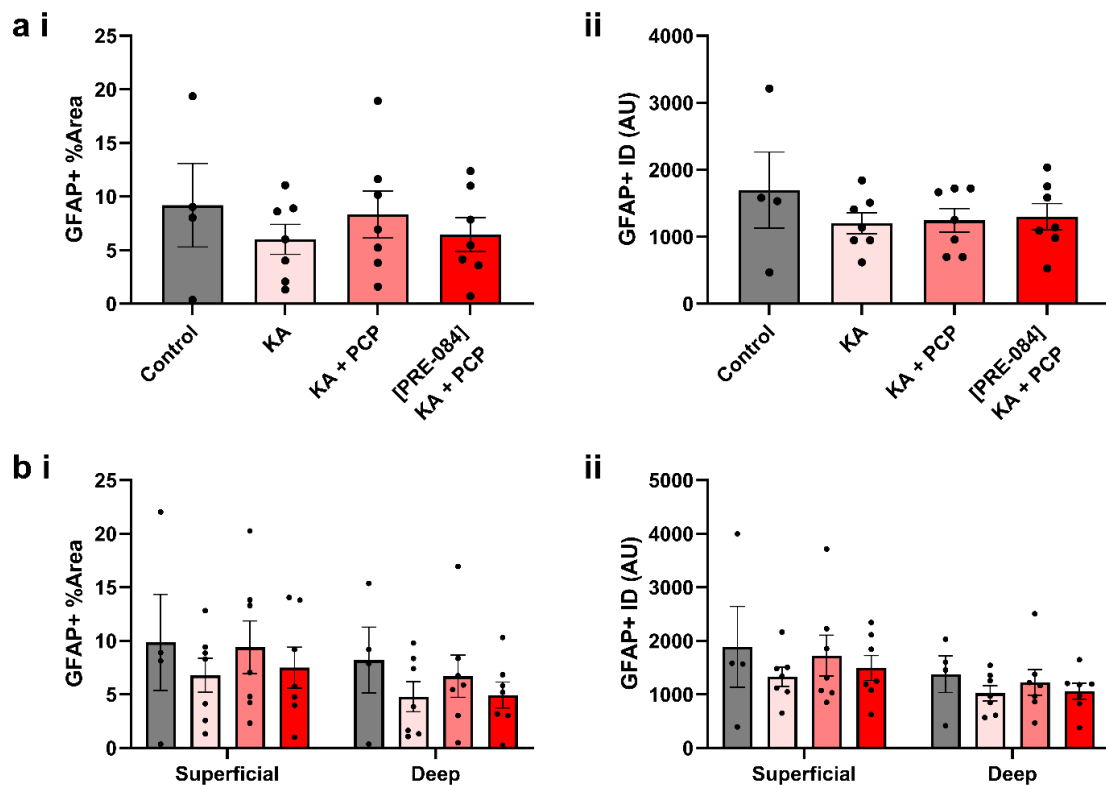 a i
GFAP+ %Area
25
20
15
10
5
0
Control
KA
KA + PCP
[PRE-084]
KA + PCP
ii
GFAP+ ID (AU)
4000
3000
2000
1000
0
Control
KA
KA + PCP
[PRE-084]
KA + PCP
b i
GFAP+ %Area
25
20
15
10
5
0
Superficial
Deep
ii
GFAP+ ID (AU)
5000
4000
3000
2000
1000
0
Superficial
Deep